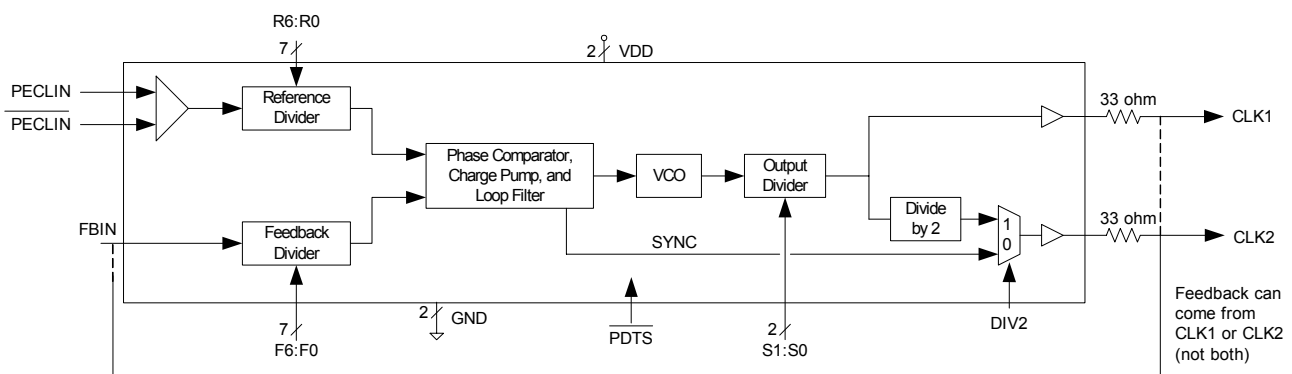 R6:R0
7
2 VDD
PECLIN
PECLIN
Reference
Divider
33 ohm
CLK1
Phase Comparator,
Charge Pump, and
Loop Filter
VCO
Output
Divider
Divide
by 2
1
0
33 ohm
CLK2
FBIN
Feedback
Divider
SYNC
2 GND
PDTS
7
F6:F0
2
S1:S0
DIV2
Feedback can
come from
CLK1 or CLK2
(not both)